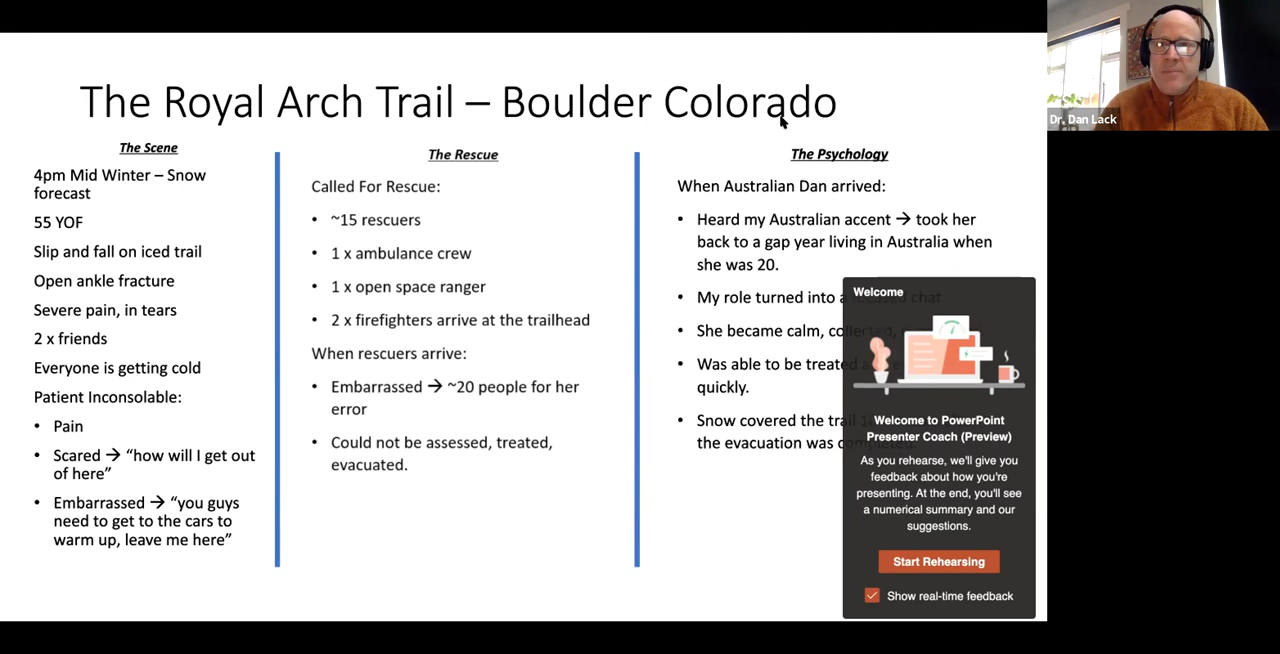 The Royal Arch Trail – Boulder Colorado
The Scene
4pm Mid Winter – Snow
forecast
55 YOF
Slip and fall on iced trail
Open ankle fracture
Severe pain, in tears
2 x friends
Everyone is getting cold
Patient Inconsolable:
• Pain
• Scared → “how will I get out
of here”
• Embarrassed → “you guys
need to get to the cars to
warm up, leave me here”
The Rescue
Called For Rescue:
• ~15 rescuers
• 1 x ambulance crew
• 1 x open space ranger
• 2 x firefighters arrive at the trailhead
When rescuers arrive:
• Embarrassed → ~20 people for her
error
• Could not be assessed, treated,
evacuated.
The Psychology
When Australian Dan arrived:
• Heard my Australian accent → took her
back to a gap year living in Australia when
she was 20.
• My role turned into a focused chat
• She became calm, collected,
• Was able to be treated
quickly.
• Snow covered the trail
the evacuation was
Welcome
Welcome to PowerPoint
Presenter Coach (Preview)
As you rehearse, we'll give you
feedback about how you're
presenting. At the end, you'll see
a numerical summary and our
suggestions.
Start Rehearsing
Show real-time feedback
Dr. Dan Lack